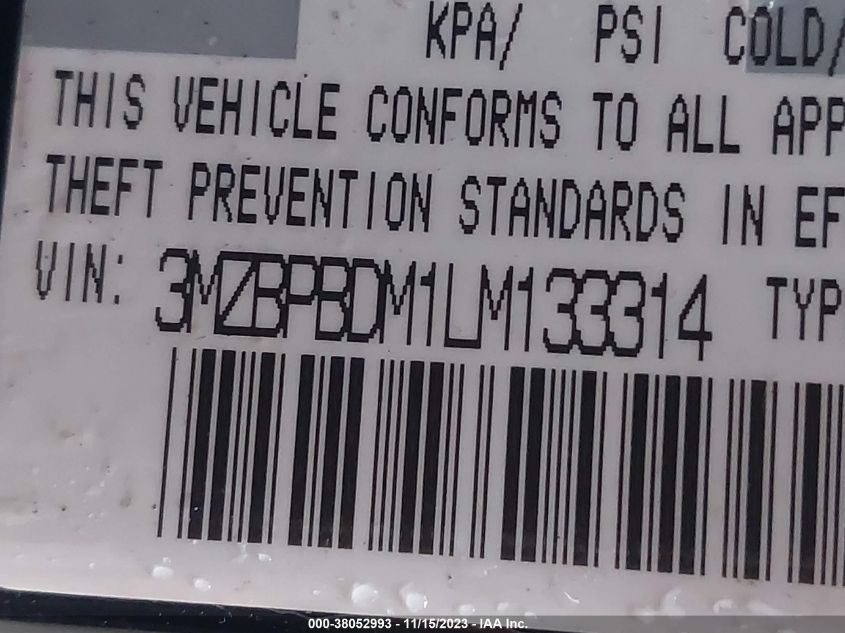 KPA/ PSI COLD/
THIS VEHICLE CONFORMS TO ALL APP
THEFT PREVENTION STANDARDS IN EF
VIN: 3MZBPBDM1LM133314 TYP
000-38052993 - 11/15/2023 - IAA Inc.